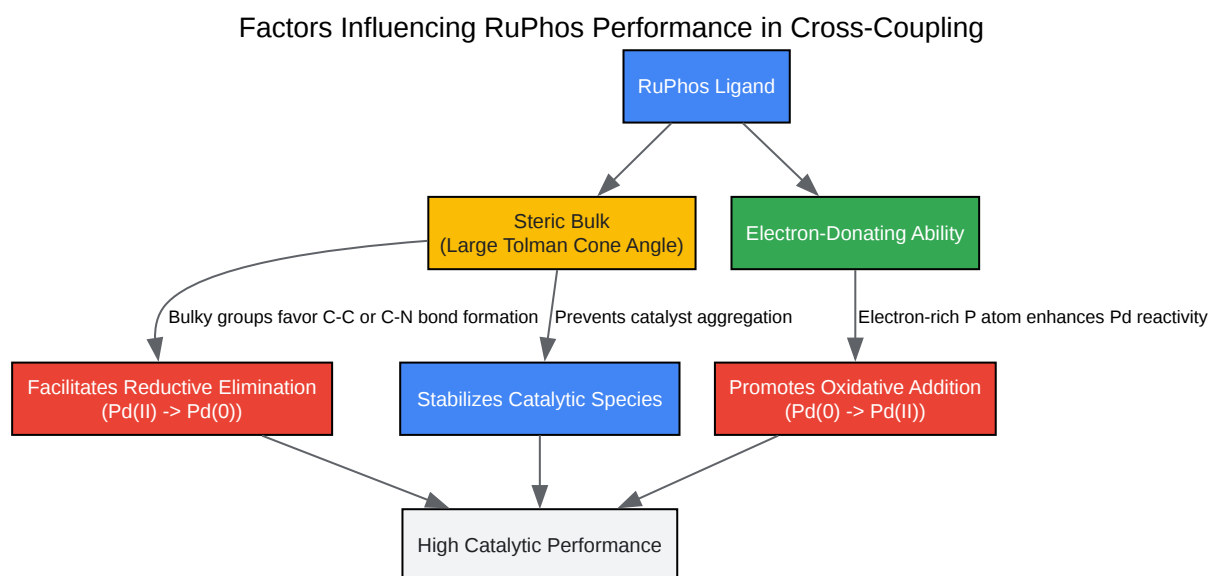 Factors Influencing RuPhos Performance in Cross-Coupling
RuPhos Ligand
Steric Bulk
(Large Tolman Cone Angle)
Electron-Donating Ability
Bulky groups favor C-C or C-N bond formation
Prevents catalyst aggregation
Electron-rich P atom enhances Pd reactivity
Facilitates Reductive Elimination
(Pd(II) -> Pd(0))
Stabilizes Catalytic Species
Promotes Oxidative Addition
(Pd(0) -> Pd(II))
High Catalytic Performance